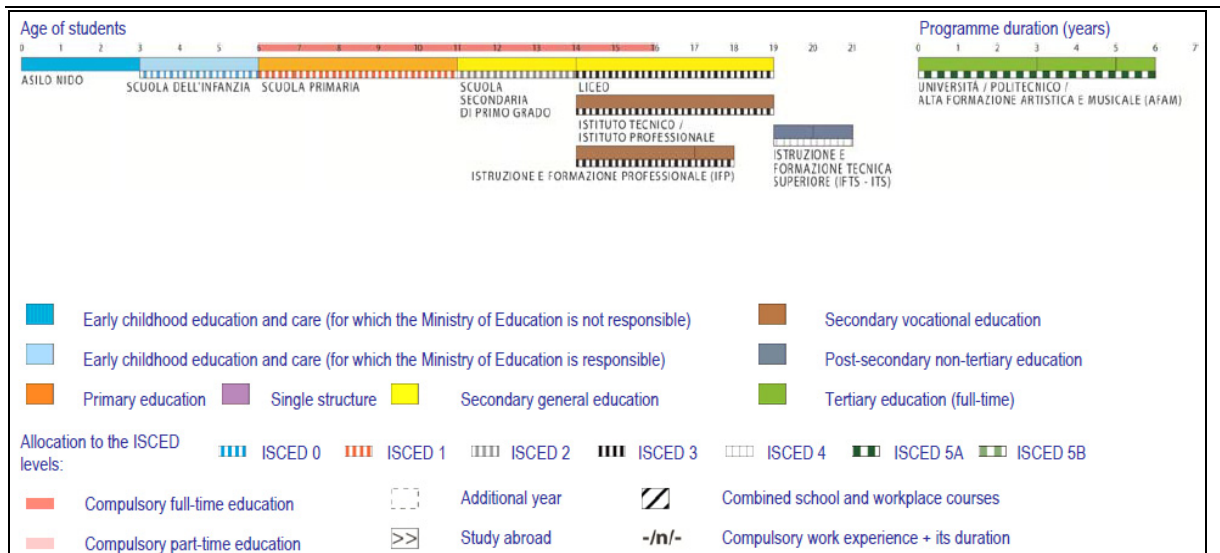 Age of students
Programme duration (years)
0 1 2 3 4 5 6 7 8 9 10 11 12 13 14 15 16 17 18 19 20 21
0 1 2 3 4 5 6 7
ASILO NIDO
SCUOLA DELL'INFANZIA
SCUOLA PRIMARIA
SCUOLA
SECONDARIA
DI PRIMO GRADO
LICEO
ISTITUTO TECNICO /
ISTITUTO PROFESSIONALE
ISTRUZIONE E FORMAZIONE PROFESSIONALE (IFP)
ISTRUZIONE E
FORMAZIONE TECNICA
SUPERIORE (IFTS - ITS)
UNIVERSITÀ / POLITECNICO /
ALTA FORMAZIONE ARTISTICA E MUSICALE (AFAM)
Early childhood education and care (for which the Ministry of Education is not responsible)
Secondary vocational education
Early childhood education and care (for which the Ministry of Education is responsible)
Post-secondary non-tertiary education
Primary education
Single structure
Secondary general education
Tertiary education (full-time)
Allocation to the ISCED
levels:
ISCED 0
ISCED 1
ISCED 2
ISCED 3
ISCED 4
ISCED 5A
ISCED 5B
Compulsory full-time education
Additional year
Combined school and workplace courses
Compulsory part-time education
>>
Study abroad
-/n/-
Compulsory work experience + its duration